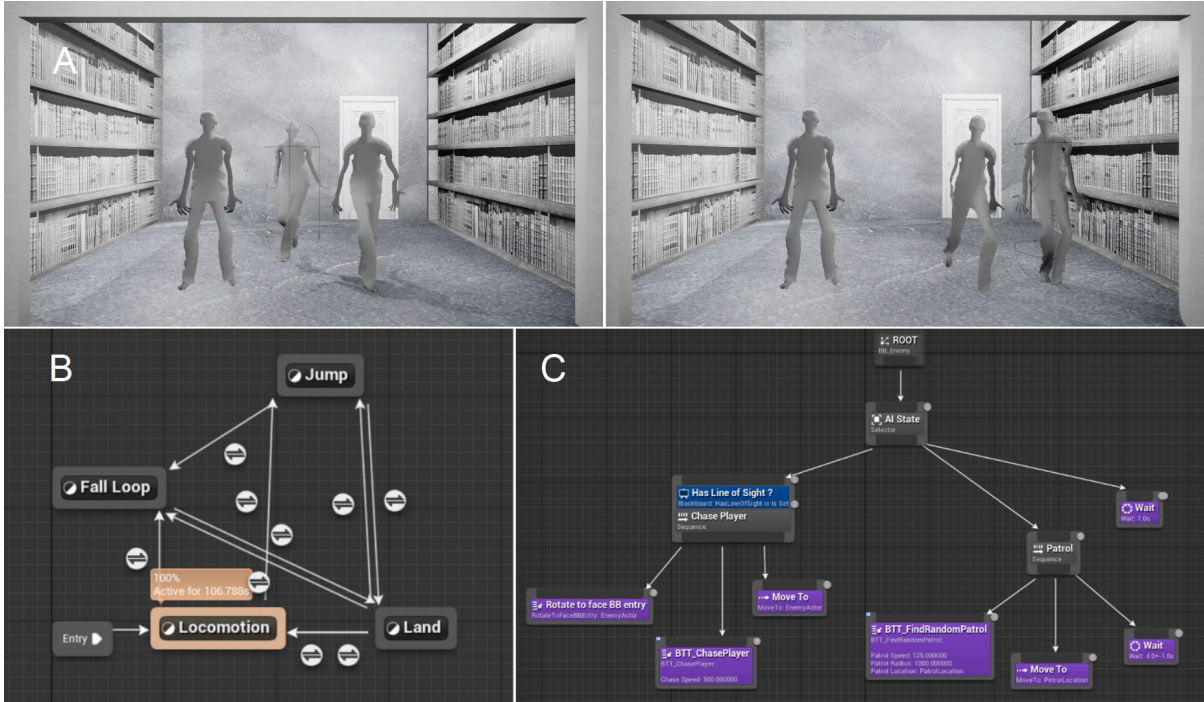 A
B
Jump
Fall Loop
100%
Active for 106.788s
Entry
Locomotion
Land
C
ROOT
BB_Enemy
AI State
Selector
Has Line of Sight ?
Blackboard: HasLineOfSight is Is Set
Chase Player
Sequence
Wait
Wait: 1.0s
Patrol
Sequence
Rotate to face BB entry
RotateToFaceBBEntry: EnemyActor
Move To
MoveTo: EnemyActor
BTT_ChasePlayer
BTT_ChasePlayer
Chase Speed: 500.000000
BTT_FindRandomPatrol
BTT_FindRandomPatrol:
Patrol Speed: 125.000000
Patrol Radius: 1000.000000
Patrol Location: PatrolLocation
Move To
MoveTo: PatrolLocation
Wait
Wait: 4.0+-1.0s